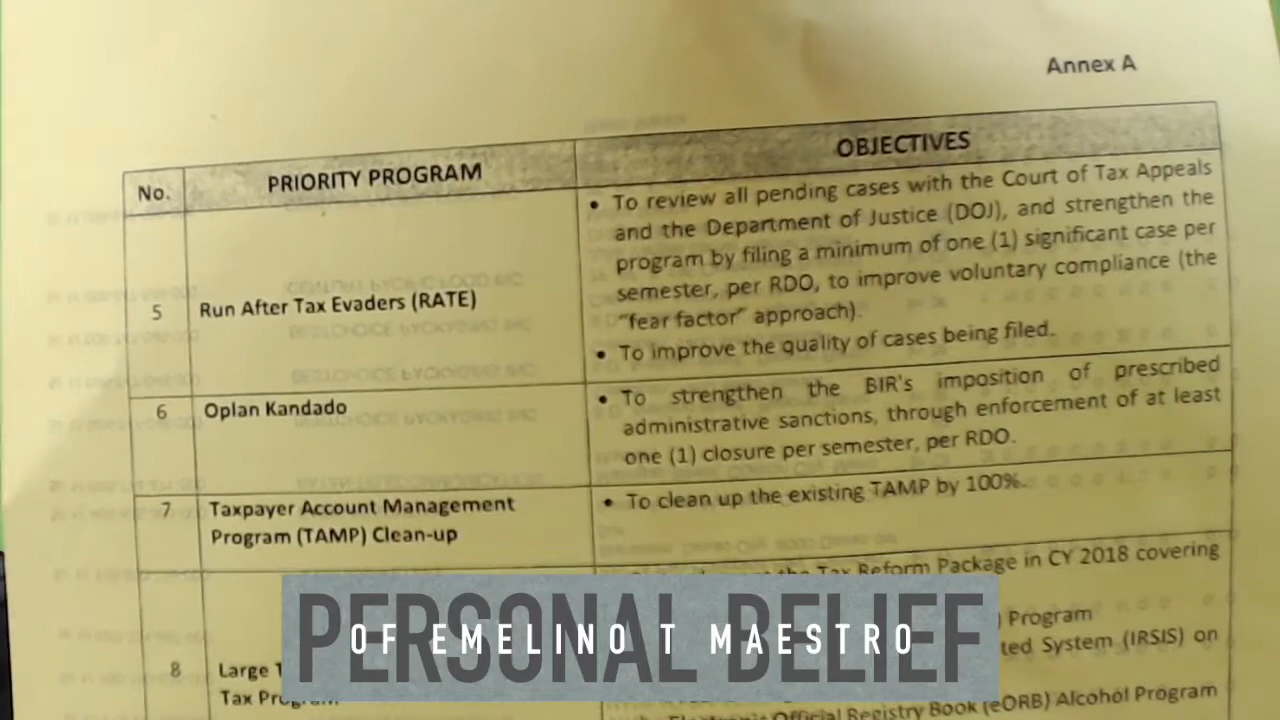 Annex A
No.
PRIORITY PROGRAM
OBJECTIVES
5
Run After Tax Evaders (RATE)
• To review all pending cases with the Court of Tax Appeals
and the Department of Justice (DOJ), and strengthen the
program by filing a minimum of one (1) significant case per
semester, per RDO, to improve voluntary compliance (the
"fear factor" approach).
• To improve the quality of cases being filed.
6
Oplan Kandado
• To strengthen the BIR's imposition of prescribed
administrative sanctions, through enforcement of at least
one (1) closure per semester, per RDO.
7
Taxpayer Account Management
Program (TAMP) Clean-up
• To clean up the existing TAMP by 100%.
8
Large
Tax Program
the Tax Reform Package in CY 2018 covering
) Program
System (IRSIS) on
Official Registry Book (eORB) Alcohol Program
PERSONAL BELIEF
OF EMELINO T MAESTRO